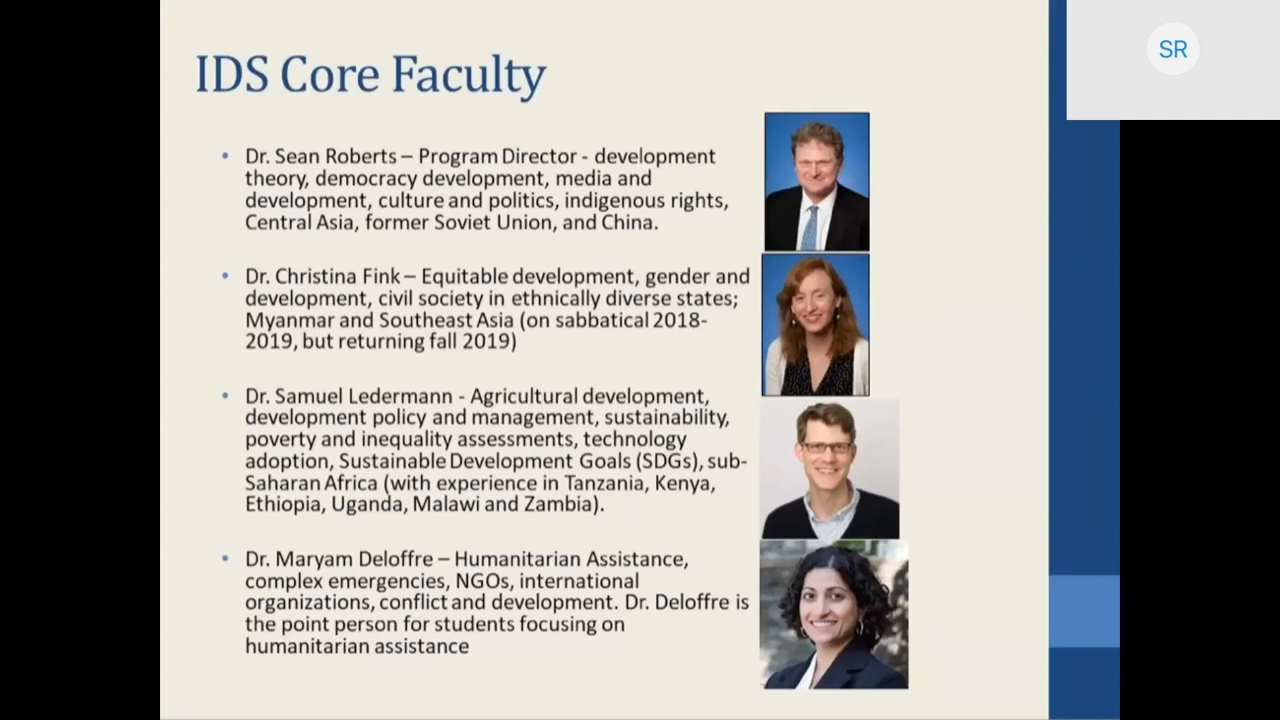 SR
IDS Core Faculty
• Dr. Sean Roberts – Program Director - development
theory, democracy development, media and
development, culture and politics, indigenous rights,
Central Asia, former Soviet Union, and China.
• Dr. Christina Fink – Equitable development, gender and
development, civil society in ethnically diverse states;
Myanmar and Southeast Asia (on sabbatical 2018-
2019, but returning fall 2019)
• Dr. Samuel Ledermann - Agricultural development,
development policy and management, sustainability,
poverty and inequality assessments, technology
adoption, Sustainable Development Goals (SDGs), sub-
Saharan Africa (with experience in Tanzania, Kenya,
Ethiopia, Uganda, Malawi and Zambia).
• Dr. Maryam Deloffre – Humanitarian Assistance,
complex emergencies, NGOs, international
organizations, conflict and development. Dr. Deloffre is
the point person for students focusing on
humanitarian assistance